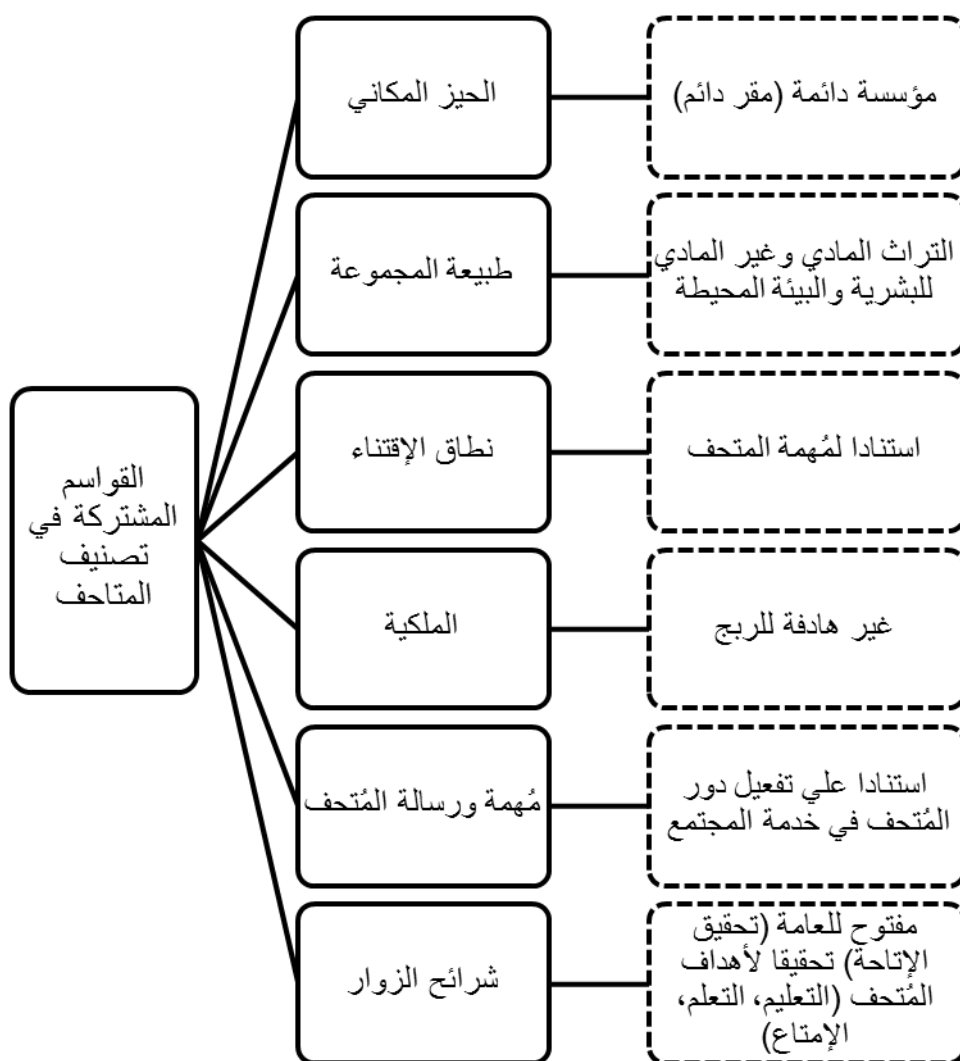 القواسم
المشتركة في
تصنيف
المتاحف
الحيز المكاني
مؤسسة دائمة (مقر دائم)
طبيعة المجموعة
التراث المادي وغير المادي
للبشرية والبيئة المحيطة
نطاق الإقتناء
استنادا لمُهمة المتحف
الملكية
غير هادفة للربج
مُهمة ورسالة المُتحف
استنادا علي تفعيل دور
المُتحف في خدمة المجتمع
شرائح الزوار
مفتوح للعامة (تحقيق
الإتاحة) تحقيقا لأهداف
المُتحف (التعليم، التعلم،
الإمتاع)